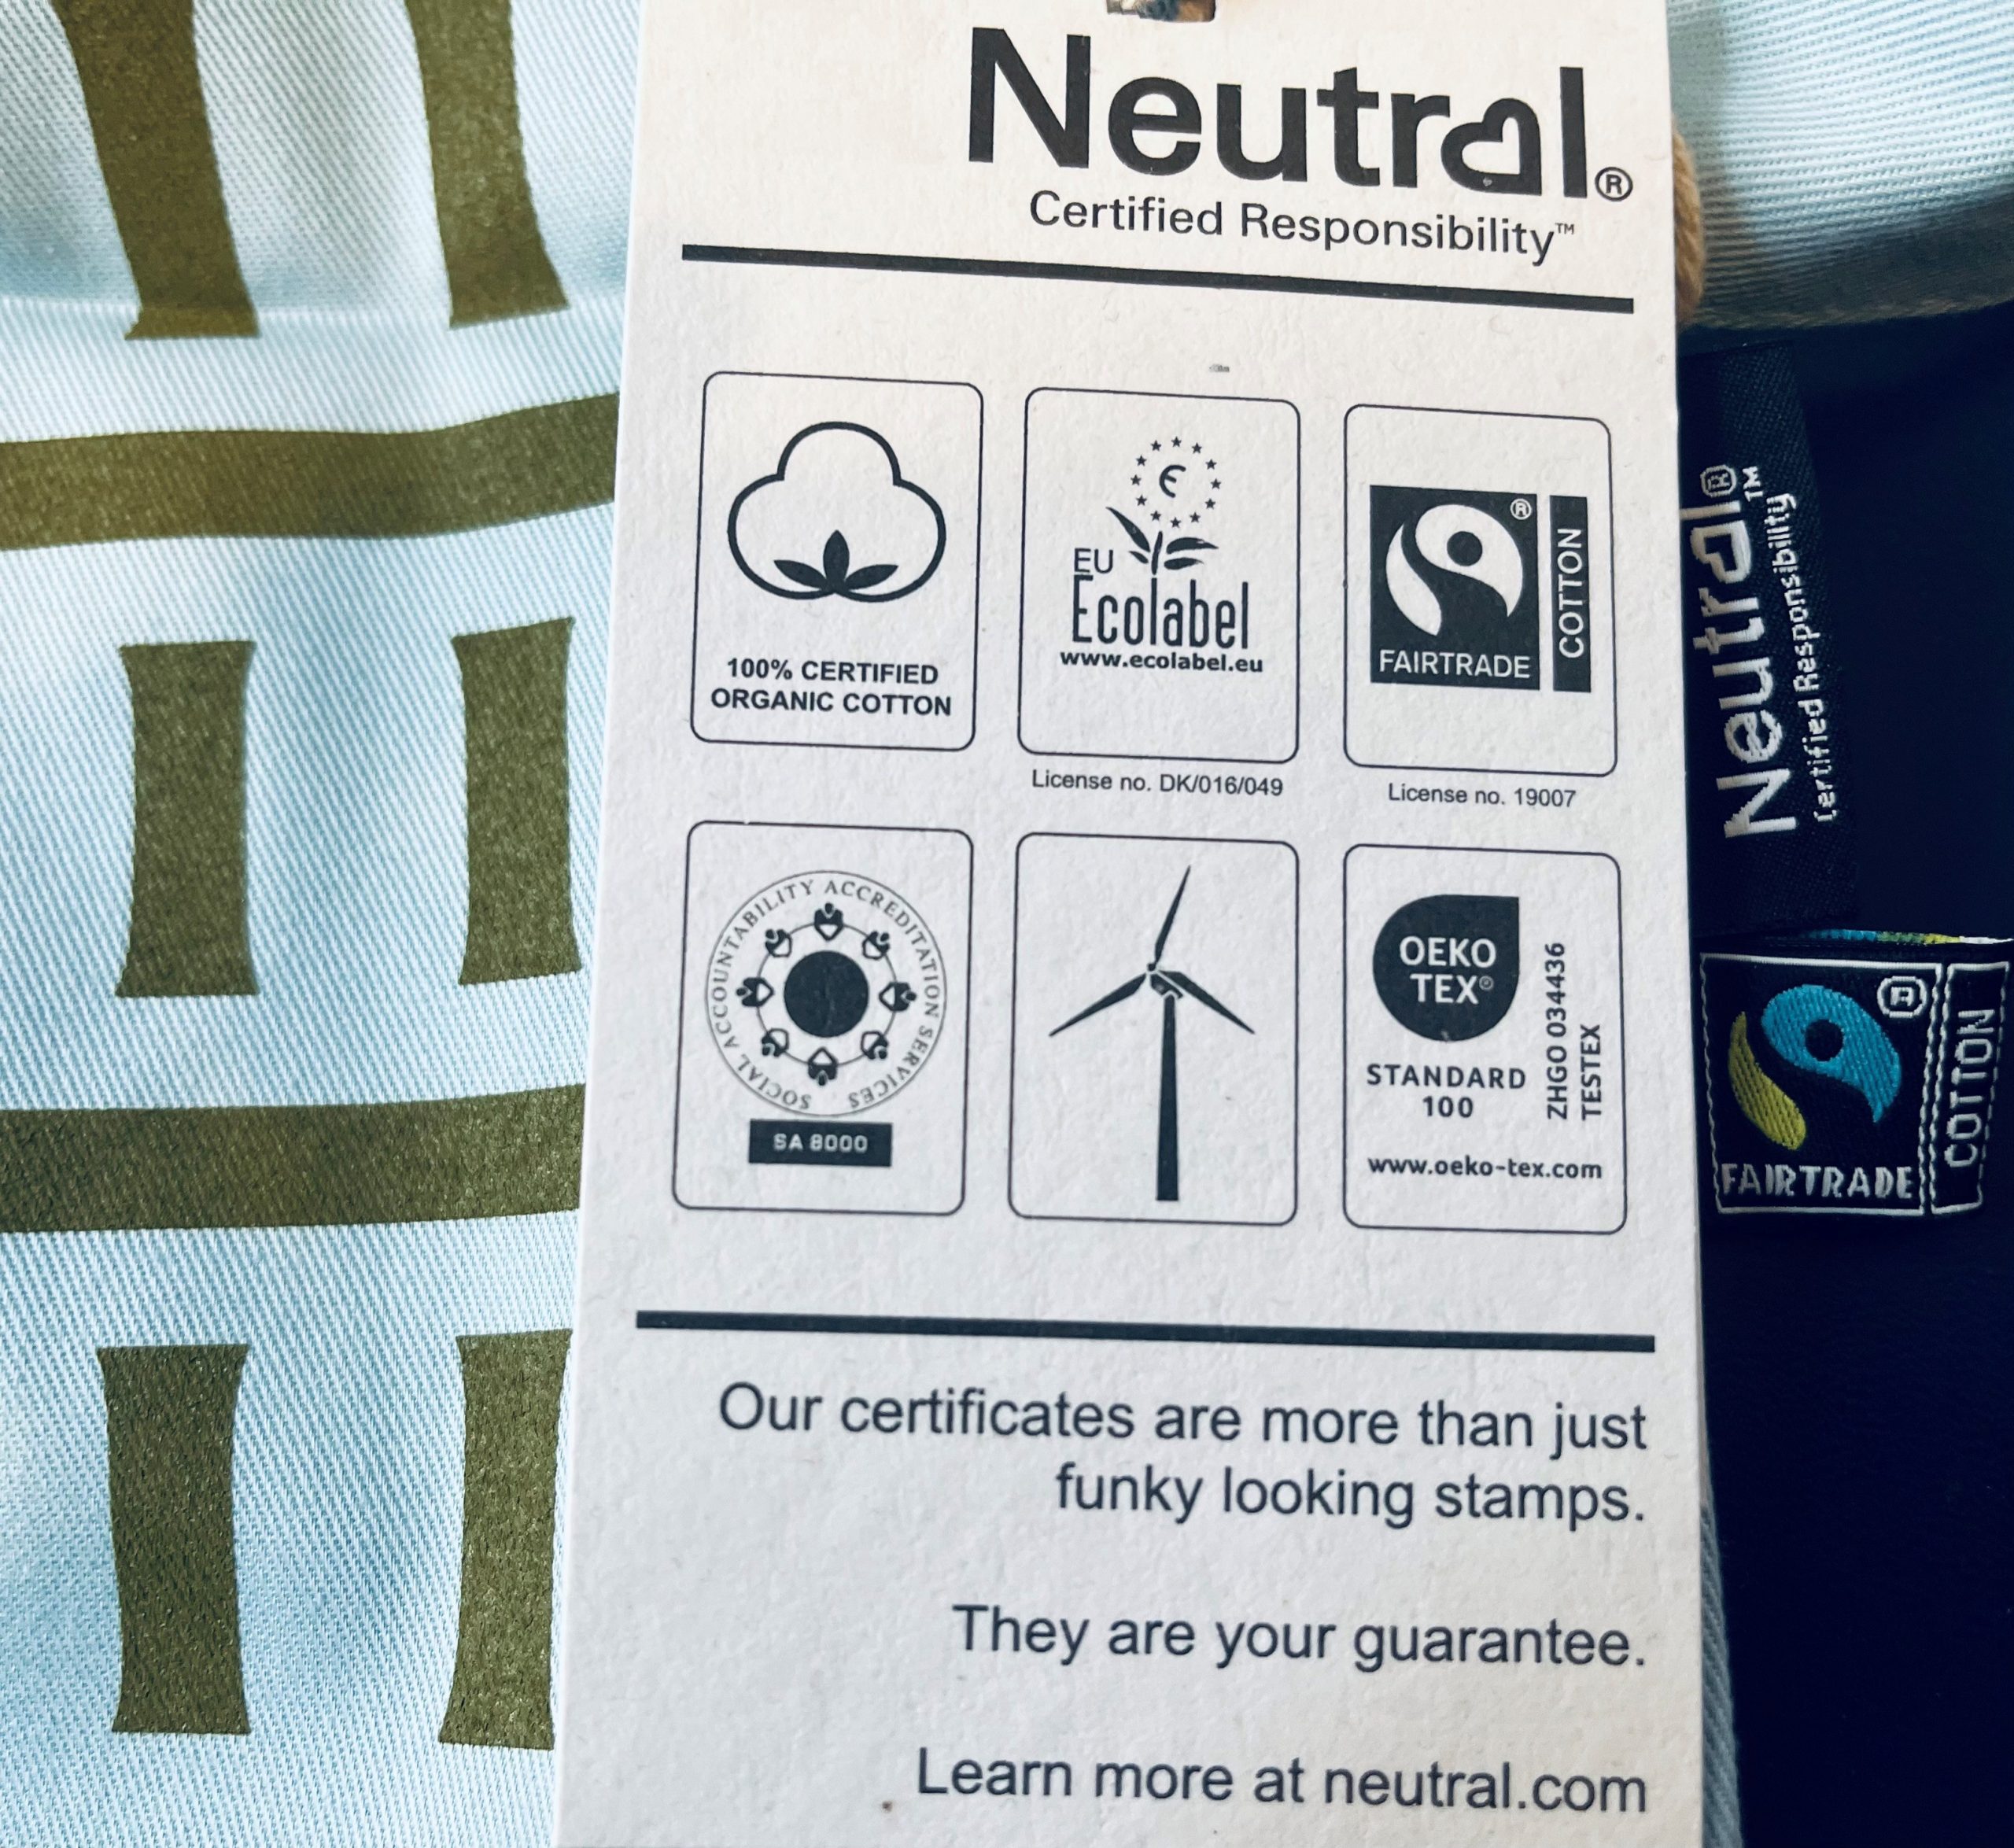 Neutral®
Certified Responsibility™
100% CERTIFIED
ORGANIC COTTON
EU
Ecolabel
www.ecolabel.eu
License no. DK/016/049
®
FAIRTRADE
COTTON
License no. 19007
SOCIAL ACCOUNTABILITY ACCREDITATION SERVICES
SA 8000
OEKO
TEX®
STANDARD
100
ZHGO 034436
TESTEX
www.oeko-tex.com
Our certificates are more than just
funky looking stamps.
They are your guarantee.
Learn more at neutral.com
Neutral®
Certified Responsibility™
®
FAIRTRADE
COTTON